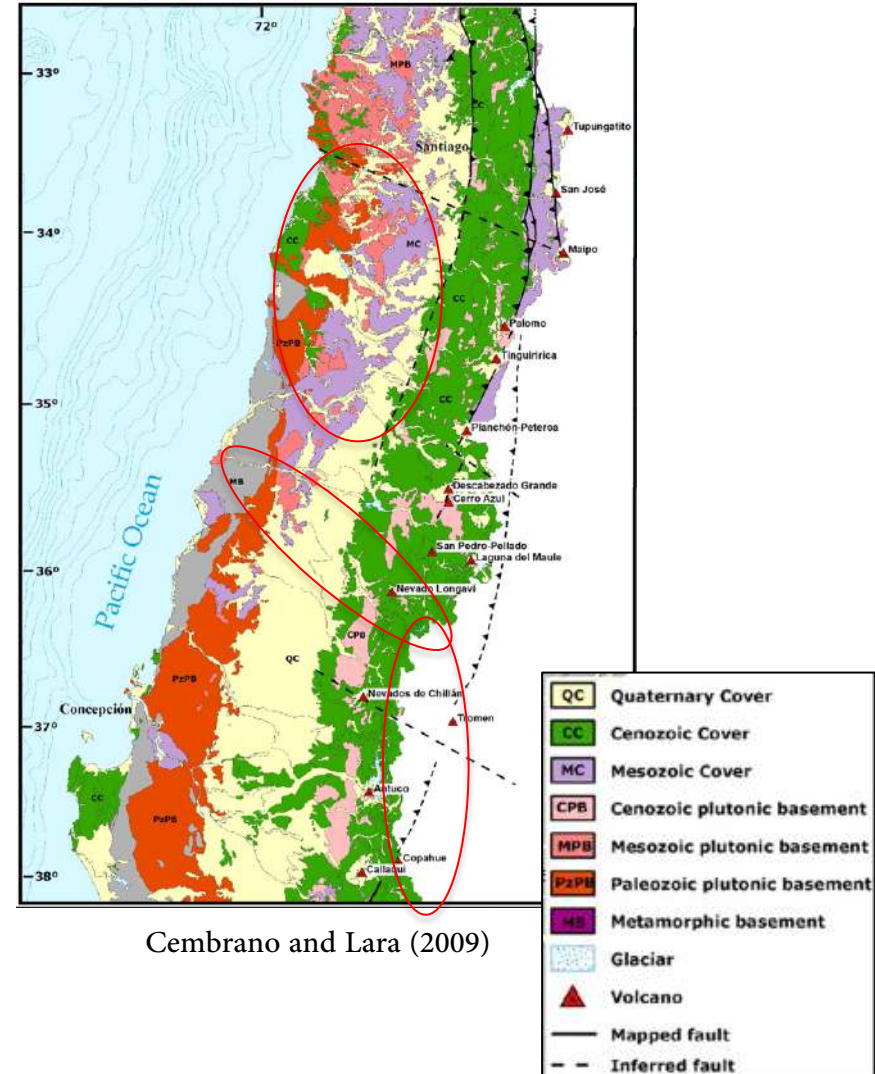 72°
33°
MPB
CC
Tupungatito
Santiago
San José
34°
CC
MC
Maipo
CC
Palomo
PzPB
Tinguiririca
35°
CC
Planchón-Peteroa
MB
Descabezado Grande
Cerro Azul
San Pedro-Pellado
Laguna del Maule
36°
Nevado Longaví
Pacific Ocean
CPB
QC
PzPB
Nevados de Chillán
Concepción
Tromen
37°
Antuco
CC
PzPB
Copahue
Callaqui
38°
Cembrano and Lara (2009)
QC Quaternary Cover
CC Cenozoic Cover
MC Mesozoic Cover
CPB Cenozoic plutonic basement
MPB Mesozoic plutonic basement
PzPB Paleozoic plutonic basement
MB Metamorphic basement
Glaciar
Volcano
Mapped fault
Inferred fault